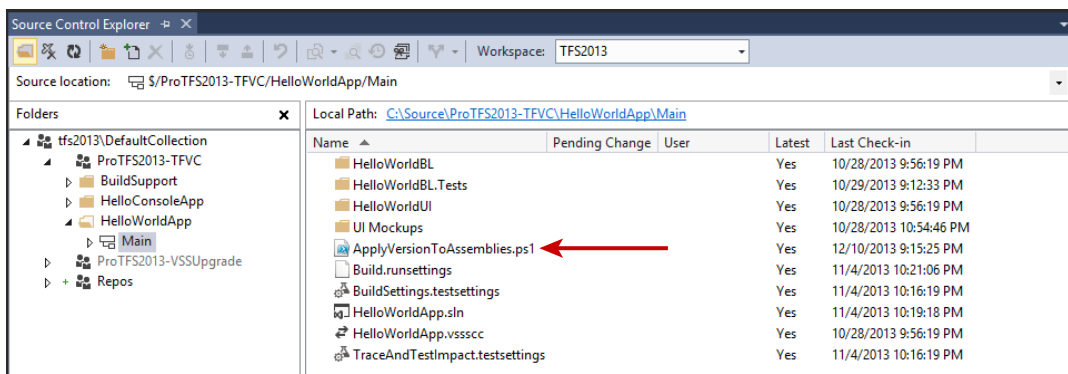 Source Control Explorer
Workspace: TFS2013
Source location: $/ProTFS2013-TFVC/HelloWorldApp/Main
Folders
Local Path: C:\Source\ProTFS2013-TFVC\HelloWorldApp\Main
tfs2013\DefaultCollection
ProTFS2013-TFVC
BuildSupport
HelloConsoleApp
HelloWorldApp
Main
ProTFS2013-VSSUpgrade
Repos
Name Pending Change User Latest Last Check-in
HelloWorldBL Yes 10/28/2013 9:56:19 PM
HelloWorldBL.Tests Yes 10/29/2013 9:12:33 PM
HelloWorldUI Yes 10/28/2013 9:56:19 PM
UI Mockups Yes 10/28/2013 10:54:46 PM
ApplyVersionToAssemblies.ps1 Yes 12/10/2013 9:15:25 PM
Build.runsettings Yes 11/4/2013 10:21:06 PM
BuildSettings.testsettings Yes 11/4/2013 10:16:19 PM
HelloWorldApp.sln Yes 11/4/2013 10:19:18 PM
HelloWorldApp.vssscc Yes 10/28/2013 9:56:19 PM
TraceAndTestImpact.testsettings Yes 11/4/2013 10:16:19 PM